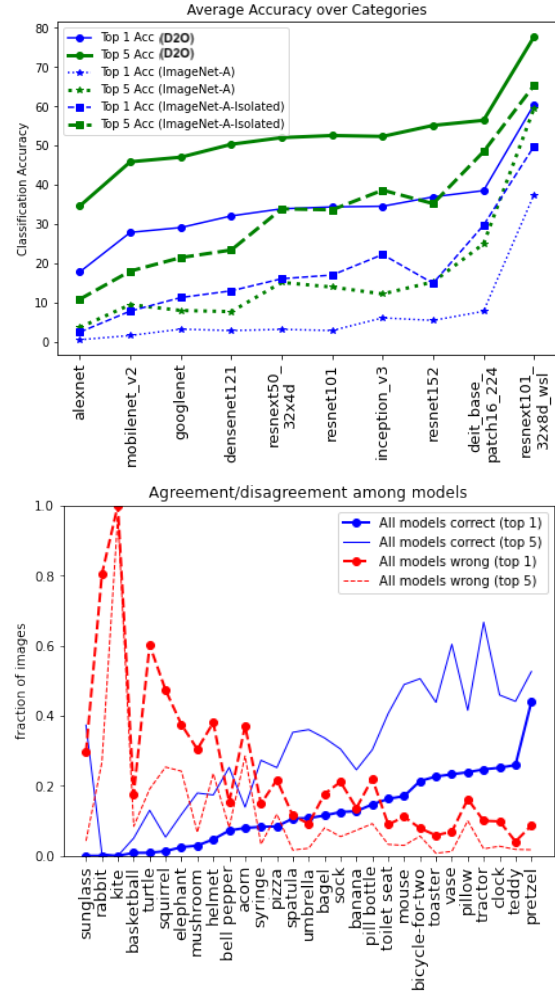 Average Accuracy over Categories
Top 1 Acc (D2O)
Top 5 Acc (D2O)
Top 1 Acc (ImageNet-A)
Top 5 Acc (ImageNet-A)
Top 1 Acc (ImageNet-A-Isolated)
Top 5 Acc (ImageNet-A-Isolated)
Classification Accuracy
80
70
60
50
40
30
20
10
0
alexnet
mobilenet_v2
googlenet
densenet121
resnext50_
32x4d
resnet101
inception_v3
resnet152
deit_base_
patch16_224
resnext101_
32x8d_wsl
Agreement/disagreement among models
All models correct (top 1)
All models correct (top 5)
All models wrong (top 1)
All models wrong (top 5)
fraction of images
1.0
0.8
0.6
0.4
0.2
0.0
sunglass
rabbit
kite
basketball
turtle
squirrel
elephant
mushroom
helmet
bell pepper
acorn
syringe
pizza
spatula
umbrella
bagel
sock
banana
pill bottle
toilet seat
mouse
bicycle-for-two
toaster
vase
pillow
tractor
clock
teddy
pretzel